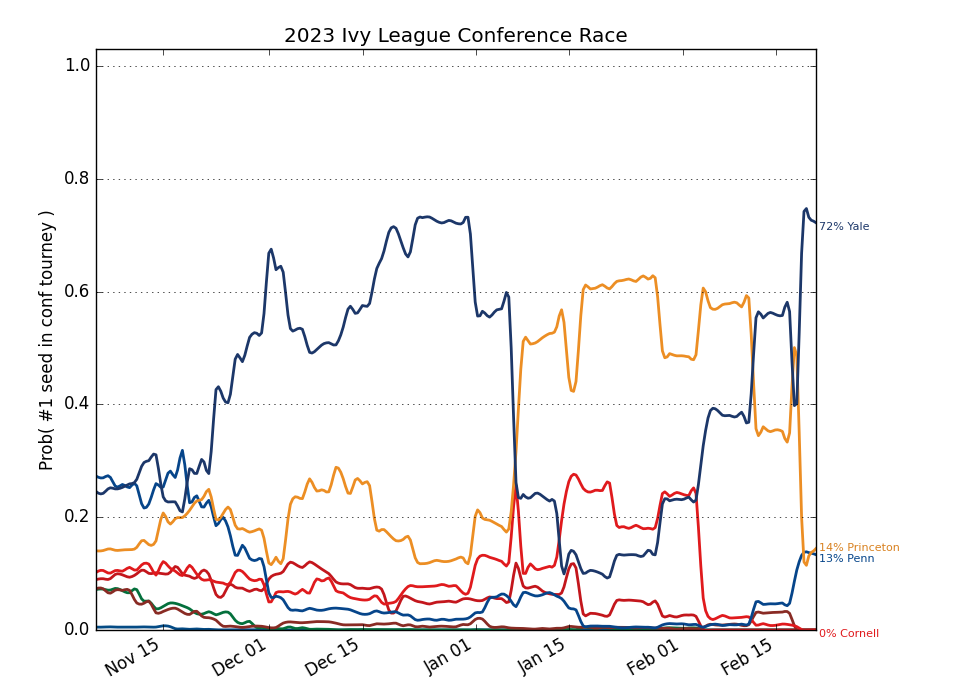 2023 Ivy League Conference Race
Prob( #1 seed in conf tourney )
1.0
0.8
0.6
0.4
0.2
0.0
Nov 15
Dec 01
Dec 15
Jan 01
Jan 15
Feb 01
Feb 15
72% Yale
14% Princeton
13% Penn
0% Cornell